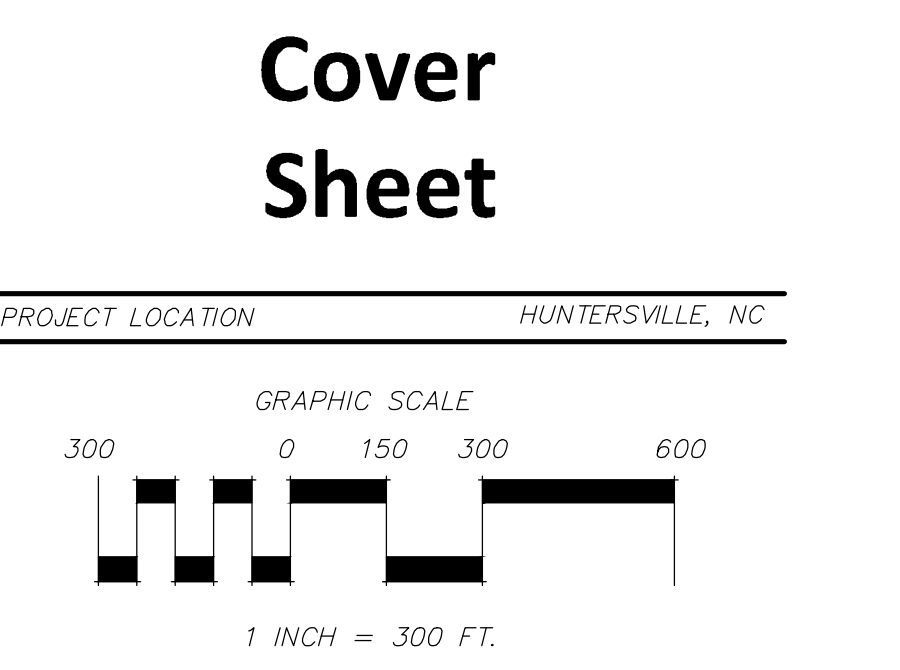 Cover
Sheet
PROJECT LOCATION HUNTERSVILLE, NC
GRAPHIC SCALE
300 0 150 300 600
1 INCH = 300 FT.